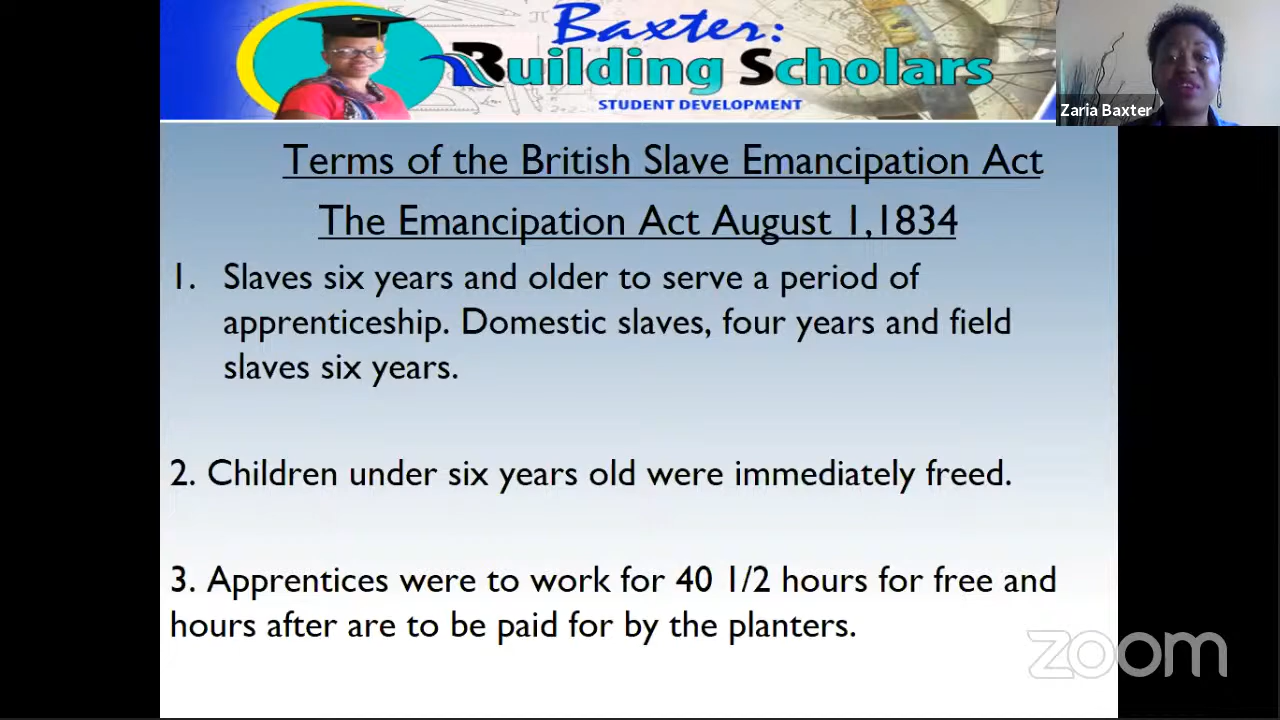 Baxter:
Building Scholars
STUDENT DEVELOPMENT
Zaria Baxter
Terms of the British Slave Emancipation Act
The Emancipation Act August 1,1834
1. Slaves six years and older to serve a period of
apprenticeship. Domestic slaves, four years and field
slaves six years.
2. Children under six years old were immediately freed.
3. Apprentices were to work for 40 1/2 hours for free and
hours after are to be paid for by the planters.
zoom